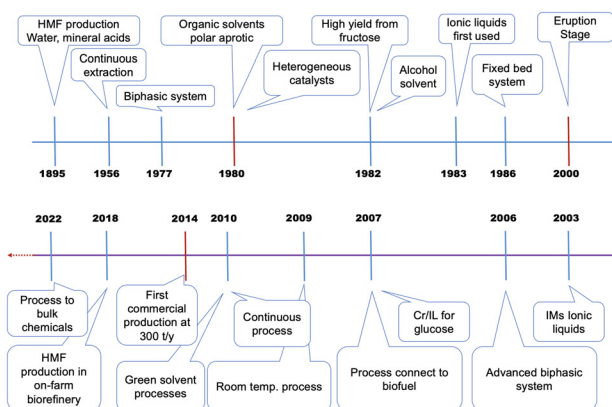 HMF production
Water, mineral acids
Continuous
extraction
Biphasic system
Organic solvents
polar aprotic
Heterogeneous
catalysts
High yield from
fructose
Alcohol
solvent
Ionic liquids
first used
Fixed bed
system
Eruption
Stage
1895
1956
1977
1980
1982
1983
1986
2000
2022
2018
2014
2010
2009
2007
2006
2003
Process to
bulk
chemicals
HMF
production in
on-farm
biorefinery
First
commercial
production at
300 t/y
Green solvent
processes
Continuous
process
Room temp. process
Cr/IL for
glucose
Process connect to
biofuel
IMs Ionic
liquids
Advanced biphasic
system